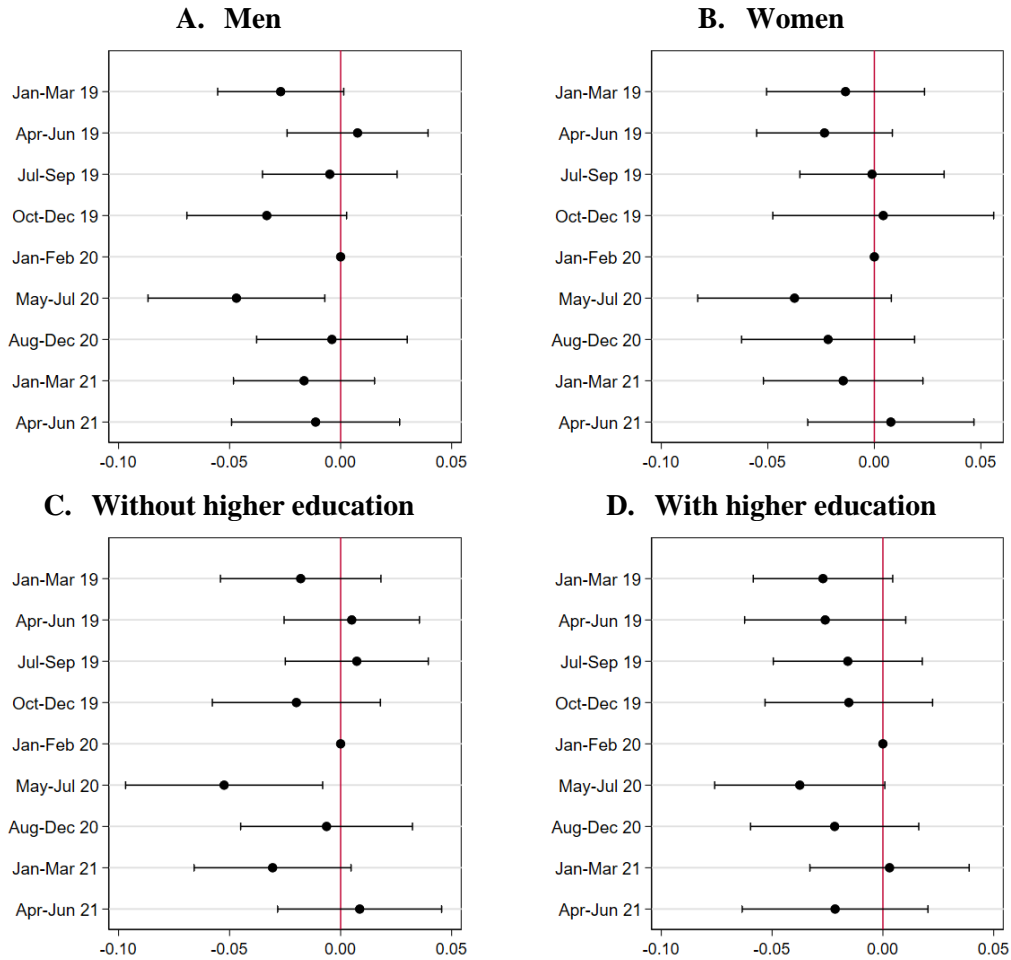 A. Men
Jan-Mar 19
Apr-Jun 19
Jul-Sep 19
Oct-Dec 19
Jan-Feb 20
May-Jul 20
Aug-Dec 20
Jan-Mar 21
Apr-Jun 21
-0.10 -0.05 0.00 0.05
B. Women
Jan-Mar 19
Apr-Jun 19
Jul-Sep 19
Oct-Dec 19
Jan-Feb 20
May-Jul 20
Aug-Dec 20
Jan-Mar 21
Apr-Jun 21
-0.10 -0.05 0.00 0.05
C. Without higher education
Jan-Mar 19
Apr-Jun 19
Jul-Sep 19
Oct-Dec 19
Jan-Feb 20
May-Jul 20
Aug-Dec 20
Jan-Mar 21
Apr-Jun 21
-0.10 -0.05 0.00 0.05
D. With higher education
Jan-Mar 19
Apr-Jun 19
Jul-Sep 19
Oct-Dec 19
Jan-Feb 20
May-Jul 20
Aug-Dec 20
Jan-Mar 21
Apr-Jun 21
-0.10 -0.05 0.00 0.05